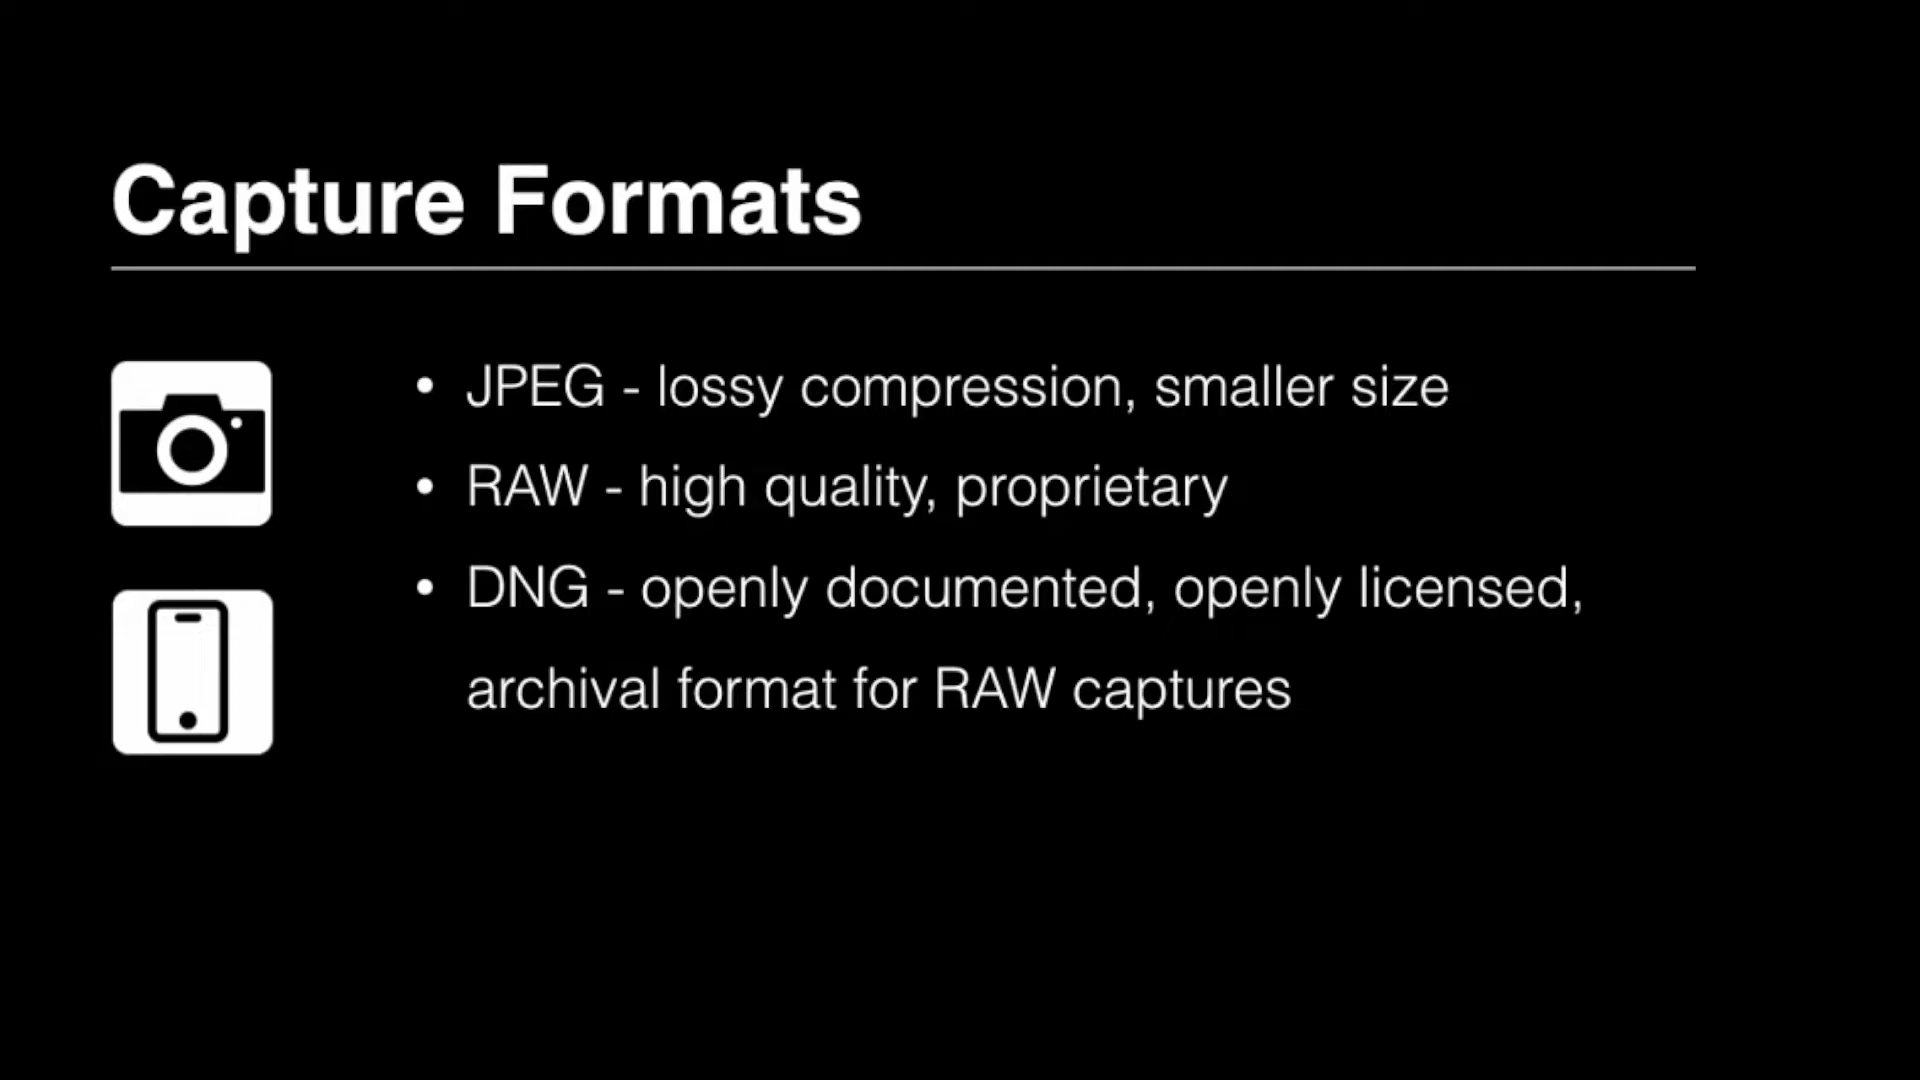 Capture Formats
• JPEG - lossy compression, smaller size
• RAW - high quality, proprietary
• DNG - openly documented, openly licensed,
archival format for RAW captures